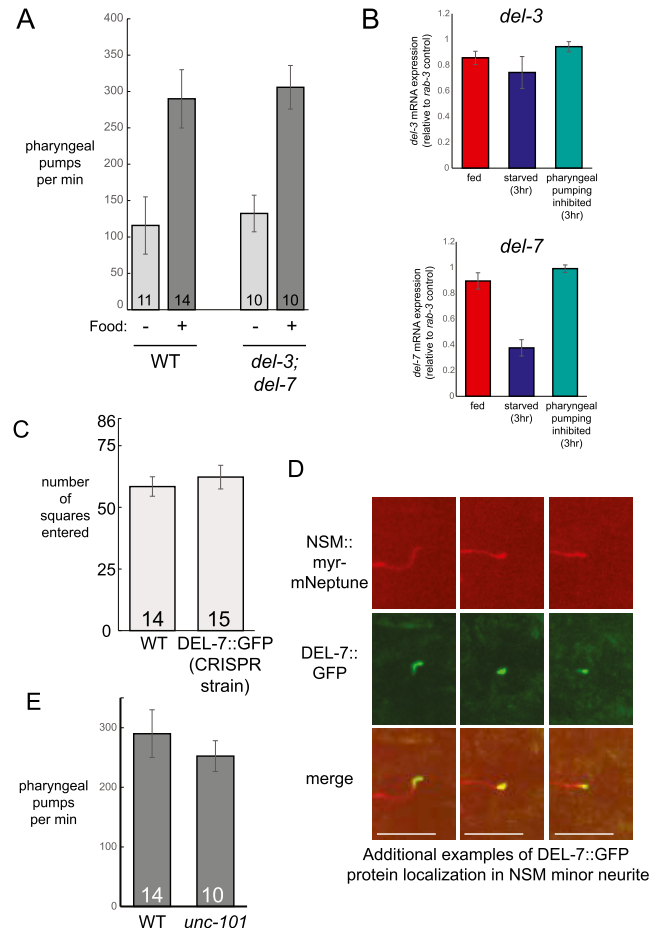 A
400
350
300
250
200
150
100
50
0
pharyngeal
pumps
per min
11
14
10
10
Food:
-
+
-
+
WT
del-3;
del-7
B
del-3
del-3 mRNA expression
(relative to rab-3 control)
1.2
1
0.8
0.6
0.4
0.2
0
fed
starved
(3hr)
pharyngeal
pumping
inhibited
(3hr)
del-7
del-7 mRNA expression
(relative to rab-3 control)
1.2
1
0.8
0.6
0.4
0.2
0
fed
starved
(3hr)
pharyngeal
pumping
inhibited
(3hr)
C
86
75
50
25
0
number
of
squares
entered
14
15
WT
DEL-7::GFP
(CRISPR
strain)
D
NSM::
myr-
mNeptune
DEL-7::
GFP
merge
Additional examples of DEL-7::GFP
protein localization in NSM minor neurite
E
300
200
100
0
pharyngeal
pumps
per min
14
10
WT
unc-101